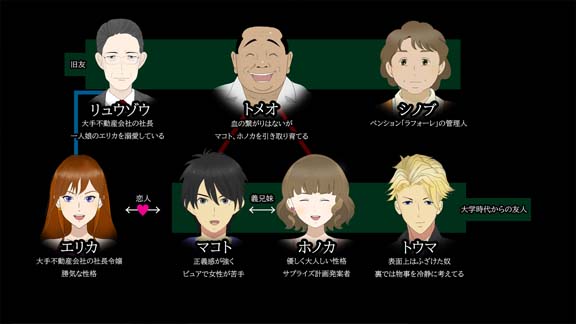 旧友
リュウゾウ
大手不動産会社の社長
一人娘のエリカを溺愛している
トメオ
血の繋がりはないが
マコト、ホノカを引き取り育てる
シノブ
ペンション「ラフォーレ」の管理人
恋人
義兄妹
大学時代からの友人
エリカ
大手不動産会社の社長令嬢
勝気な性格
マコト
正義感が強く
ピュアで女性が苦手
ホノカ
優しく大人しい性格
サプライズ計画発案者
トウマ
表面上はふざけた奴
裏では物事を冷静に考えてる